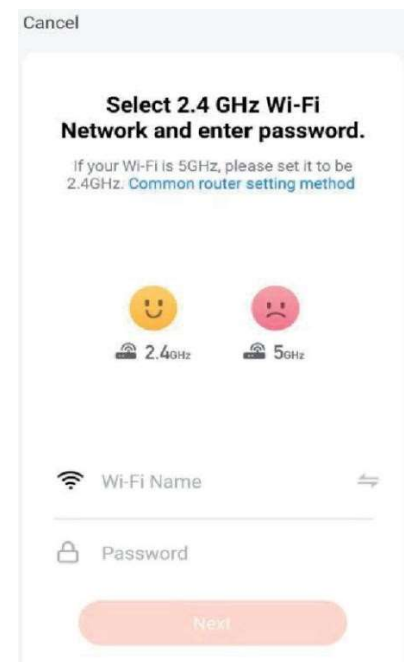 Cancel
Select 2.4 GHz Wi-Fi
Network and enter password.
If your Wi-Fi is 5GHz, please set it to be
2.4GHz. Common router setting method
2.4GHz 5GHz
Wi-Fi Name
Password
Next